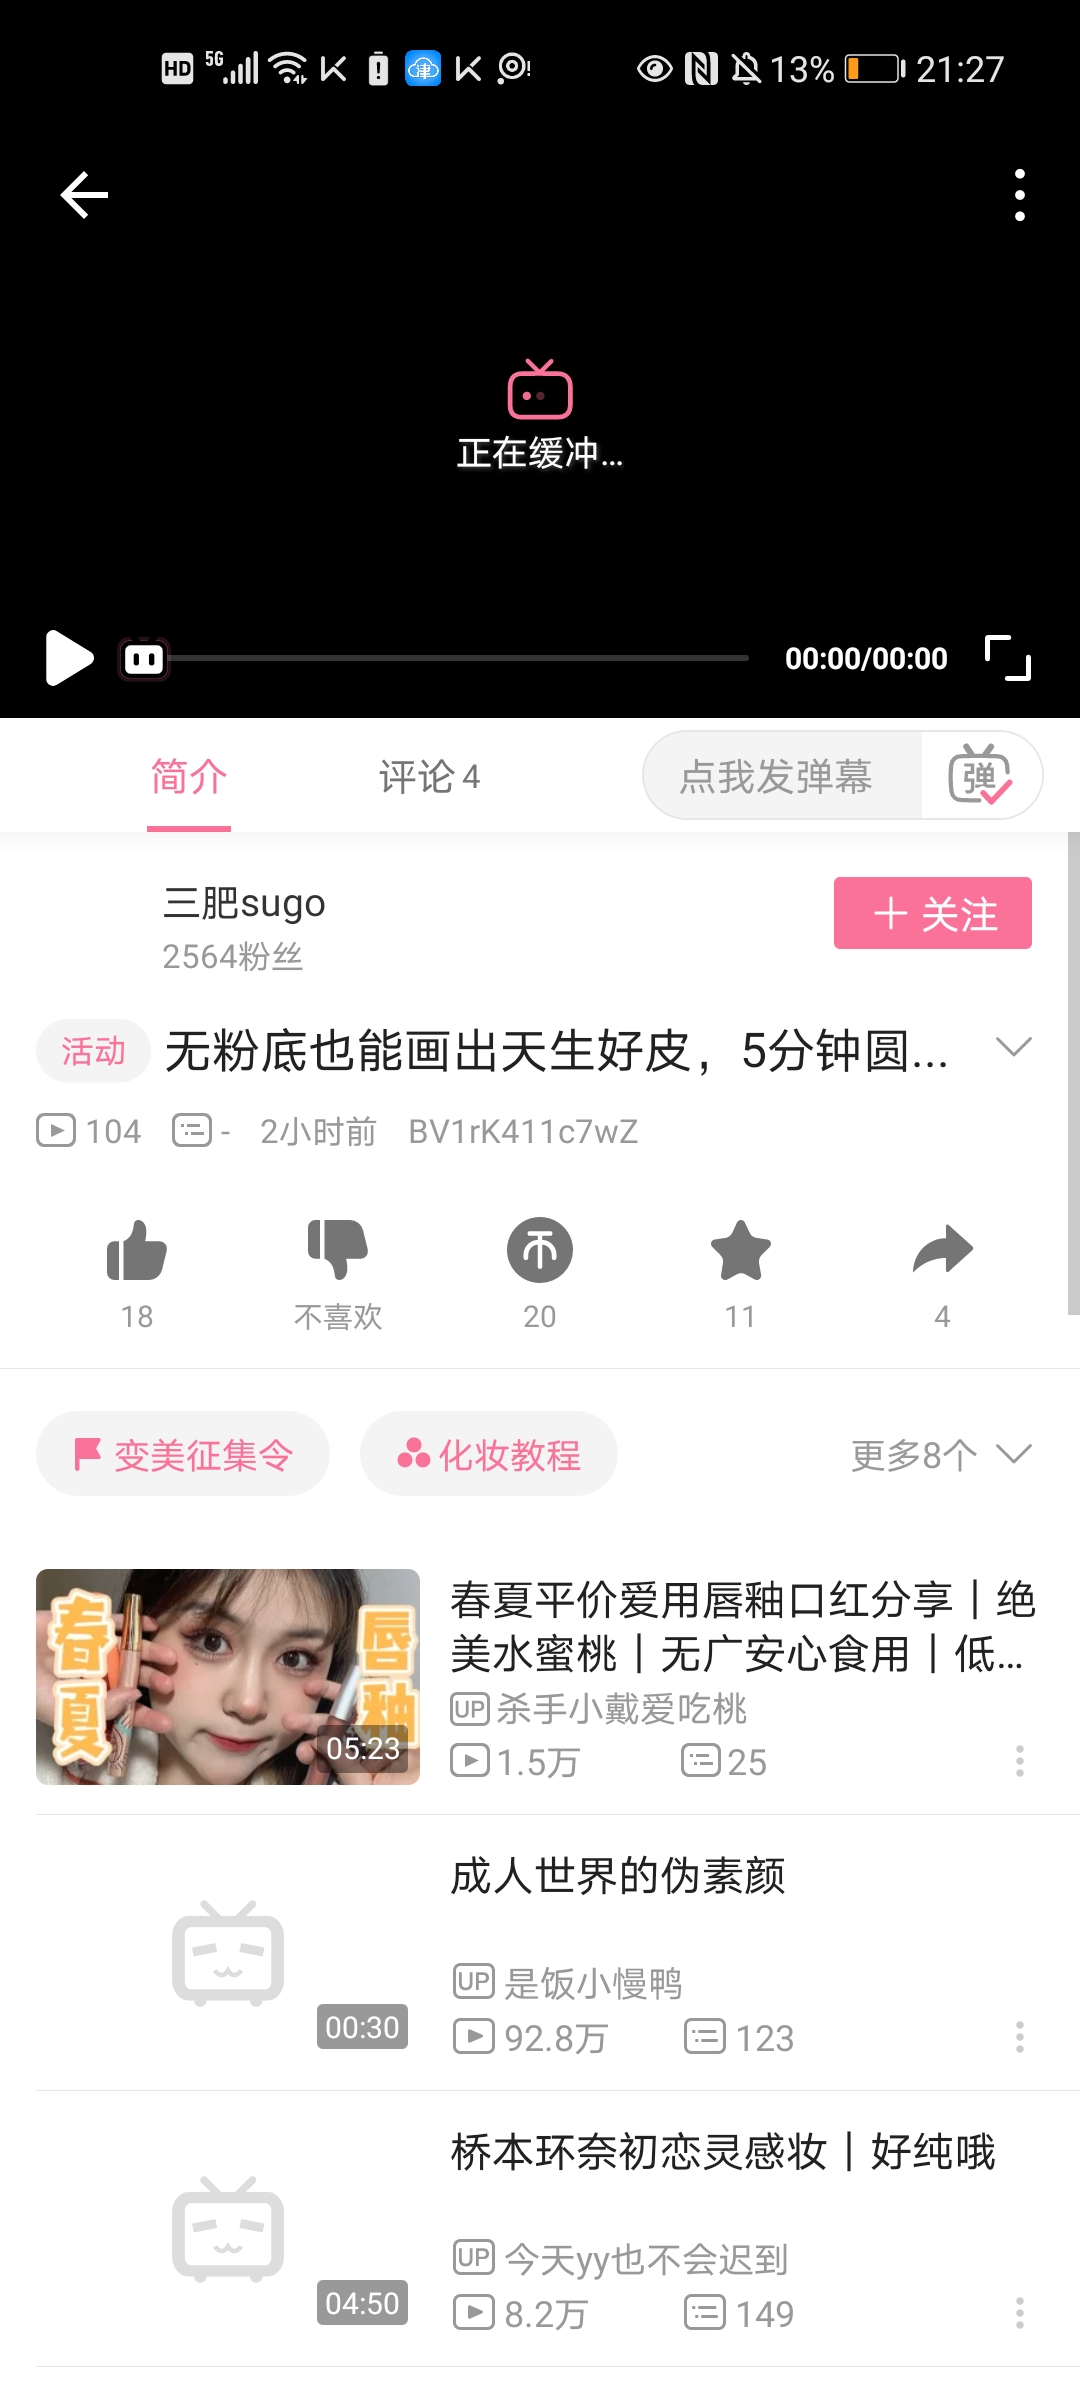 HD 5G 13% 21:27
正在缓冲...
00:00/00:00
简介 评论 4 点我发弹幕 弹
三肥sugo
2564粉丝
关注
活动 无粉底也能画出天生好皮，5分钟圆...
104 - 2小时前 BV1rK411c7wZ
18 不喜欢 20 11 4
变美征集令 化妆教程 更多8个
春夏 唇釉
05:23
春夏平价爱用唇釉口红分享｜绝
美水蜜桃｜无广安心食用｜低...
UP 杀手小戴爱吃桃
1.5万 25
成人世界的伪素颜
00:30
UP 是饭小慢鸭
92.8万 123
桥本环奈初恋灵感妆｜好纯哦
04:50
UP 今天yy也不会迟到
8.2万 149